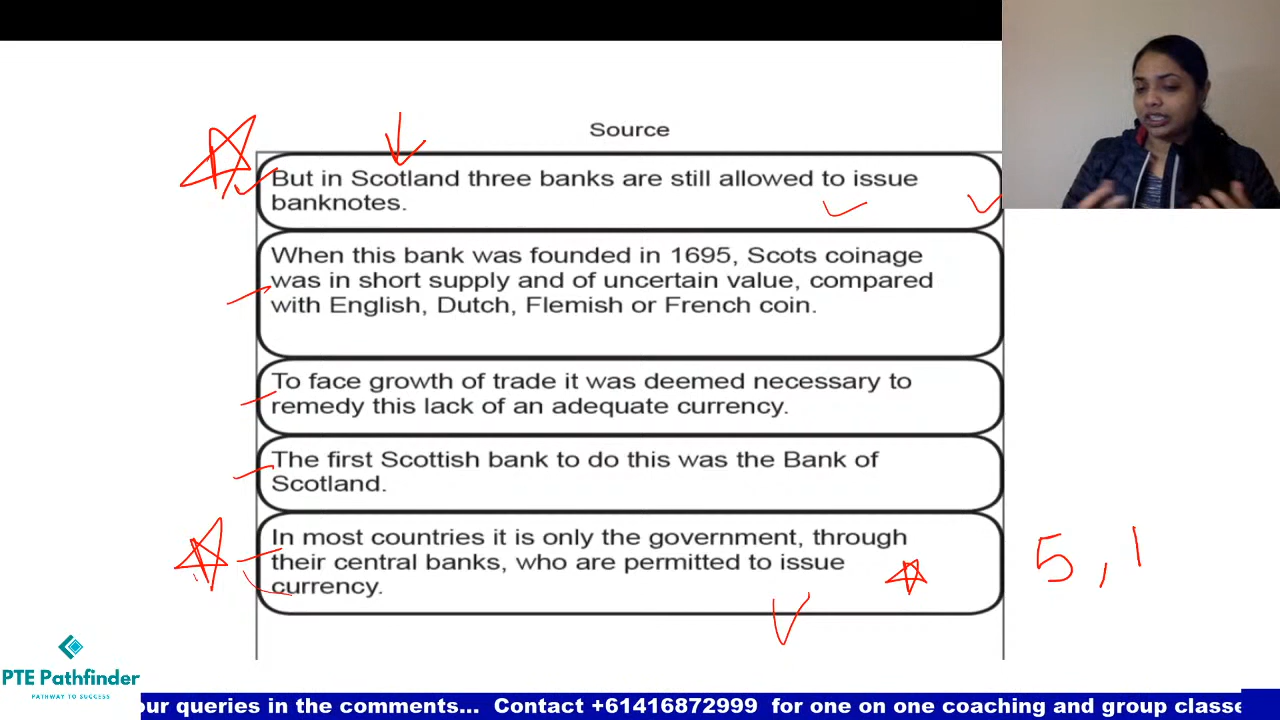 Source
But in Scotland three banks are still allowed to issue
banknotes.
When this bank was founded in 1695, Scots coinage
was in short supply and of uncertain value, compared
with English, Dutch, Flemish or French coin.
To face growth of trade it was deemed necessary to
remedy this lack of an adequate currency.
The first Scottish bank to do this was the Bank of
Scotland.
In most countries it is only the government, through
their central banks, who are permitted to issue
currency.
5, 1
PTE Pathfinder
PATHWAY TO SUCCESS
our queries in the comments... Contact +61416872999 for one on one coaching and group classe